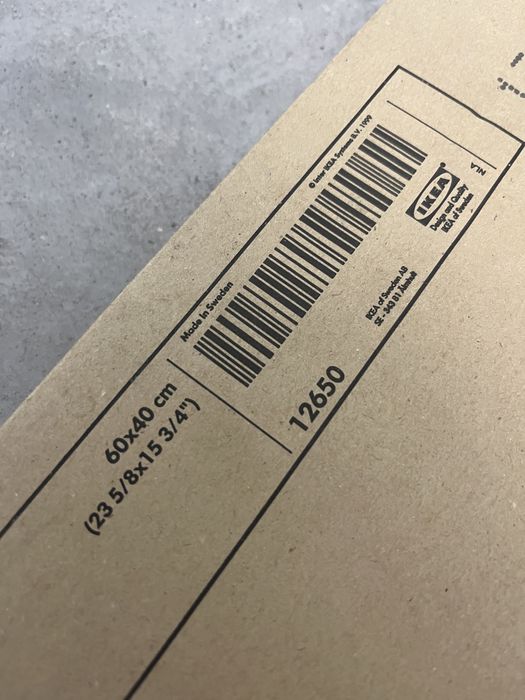 60x40 cm
(23 5/8x15 3/4")
Made in Sweden
© Inter IKEA Systems B.V. 1999
12650
IKEA of Sweden AB
SE - 343 81 Älmhult
IKEA®
Design and Quality
IKEA of Sweden